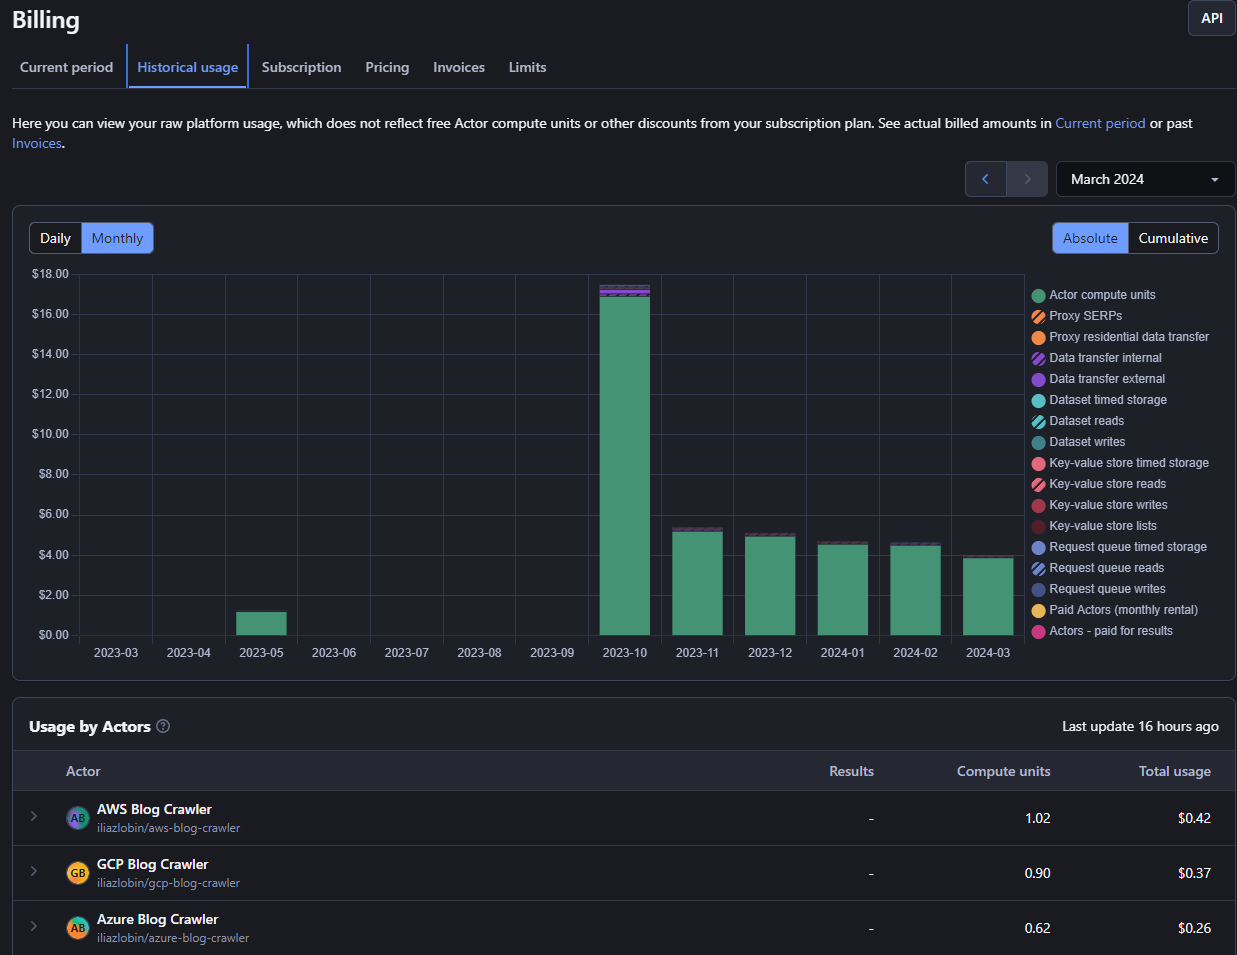 Billing
API
Current period
Historical usage
Subscription
Pricing
Invoices
Limits
Here you can view your raw platform usage, which does not reflect free Actor compute units or other discounts from your subscription plan. See actual billed amounts in Current period or past
Invoices.
March 2024
Daily
Monthly
Absolute
Cumulative
$18.00
$16.00
$14.00
$12.00
$10.00
$8.00
$6.00
$4.00
$2.00
$0.00
2023-03
2023-04
2023-05
2023-06
2023-07
2023-08
2023-09
2023-10
2023-11
2023-12
2024-01
2024-02
2024-03
Actor compute units
Proxy SERPs
Proxy residential data transfer
Data transfer internal
Data transfer external
Dataset timed storage
Dataset reads
Dataset writes
Key-value store timed storage
Key-value store reads
Key-value store writes
Key-value store lists
Request queue timed storage
Request queue reads
Request queue writes
Paid Actors (monthly rental)
Actors - paid for results
Usage by Actors ?
Last update 16 hours ago
Actor
Results
Compute units
Total usage
AB
AWS Blog Crawler
iliazlobin/aws-blog-crawler
-
1.02
$0.42
GB
GCP Blog Crawler
iliazlobin/gcp-blog-crawler
-
0.90
$0.37
AB
Azure Blog Crawler
iliazlobin/azure-blog-crawler
-
0.62
$0.26